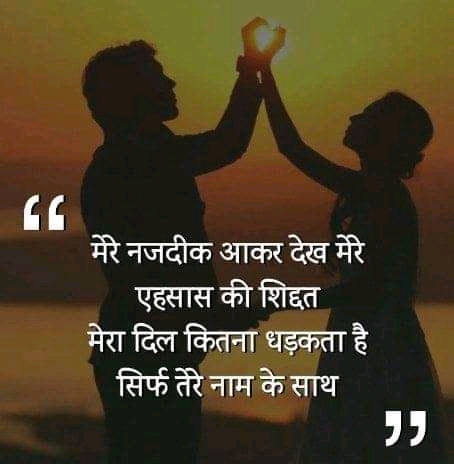 “
मेरे नजदीक आकर देख मेरे
एहसास की शिद्दत
मेरा दिल कितना धड़कता है
सिर्फ तेरे नाम के साथ
”